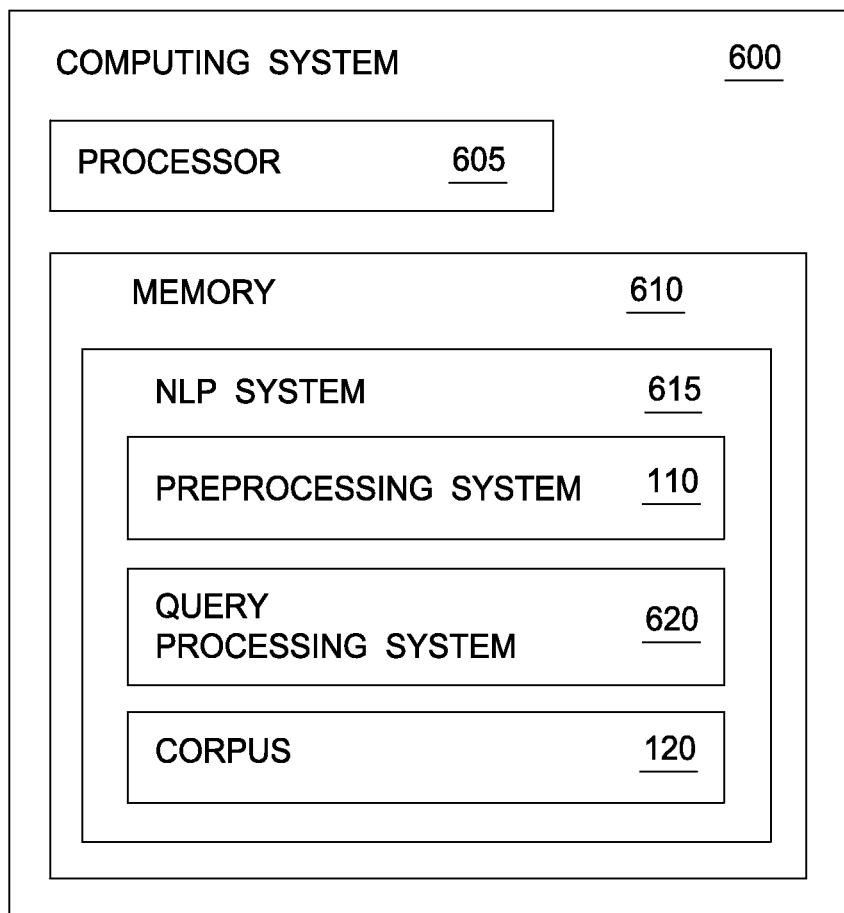 COMPUTING SYSTEM 600
PROCESSOR 605
MEMORY 610
NLP SYSTEM 615
PREPROCESSING SYSTEM 110
QUERY
PROCESSING SYSTEM 620
CORPUS 120